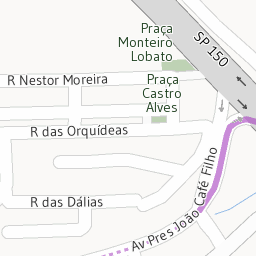 Praça
Monteiro
Lobato
SP 150
R Nestor Moreira
Praça
Castro
Alves
R das Orquídeas
R das Dálias
Av Pres João Café Filho